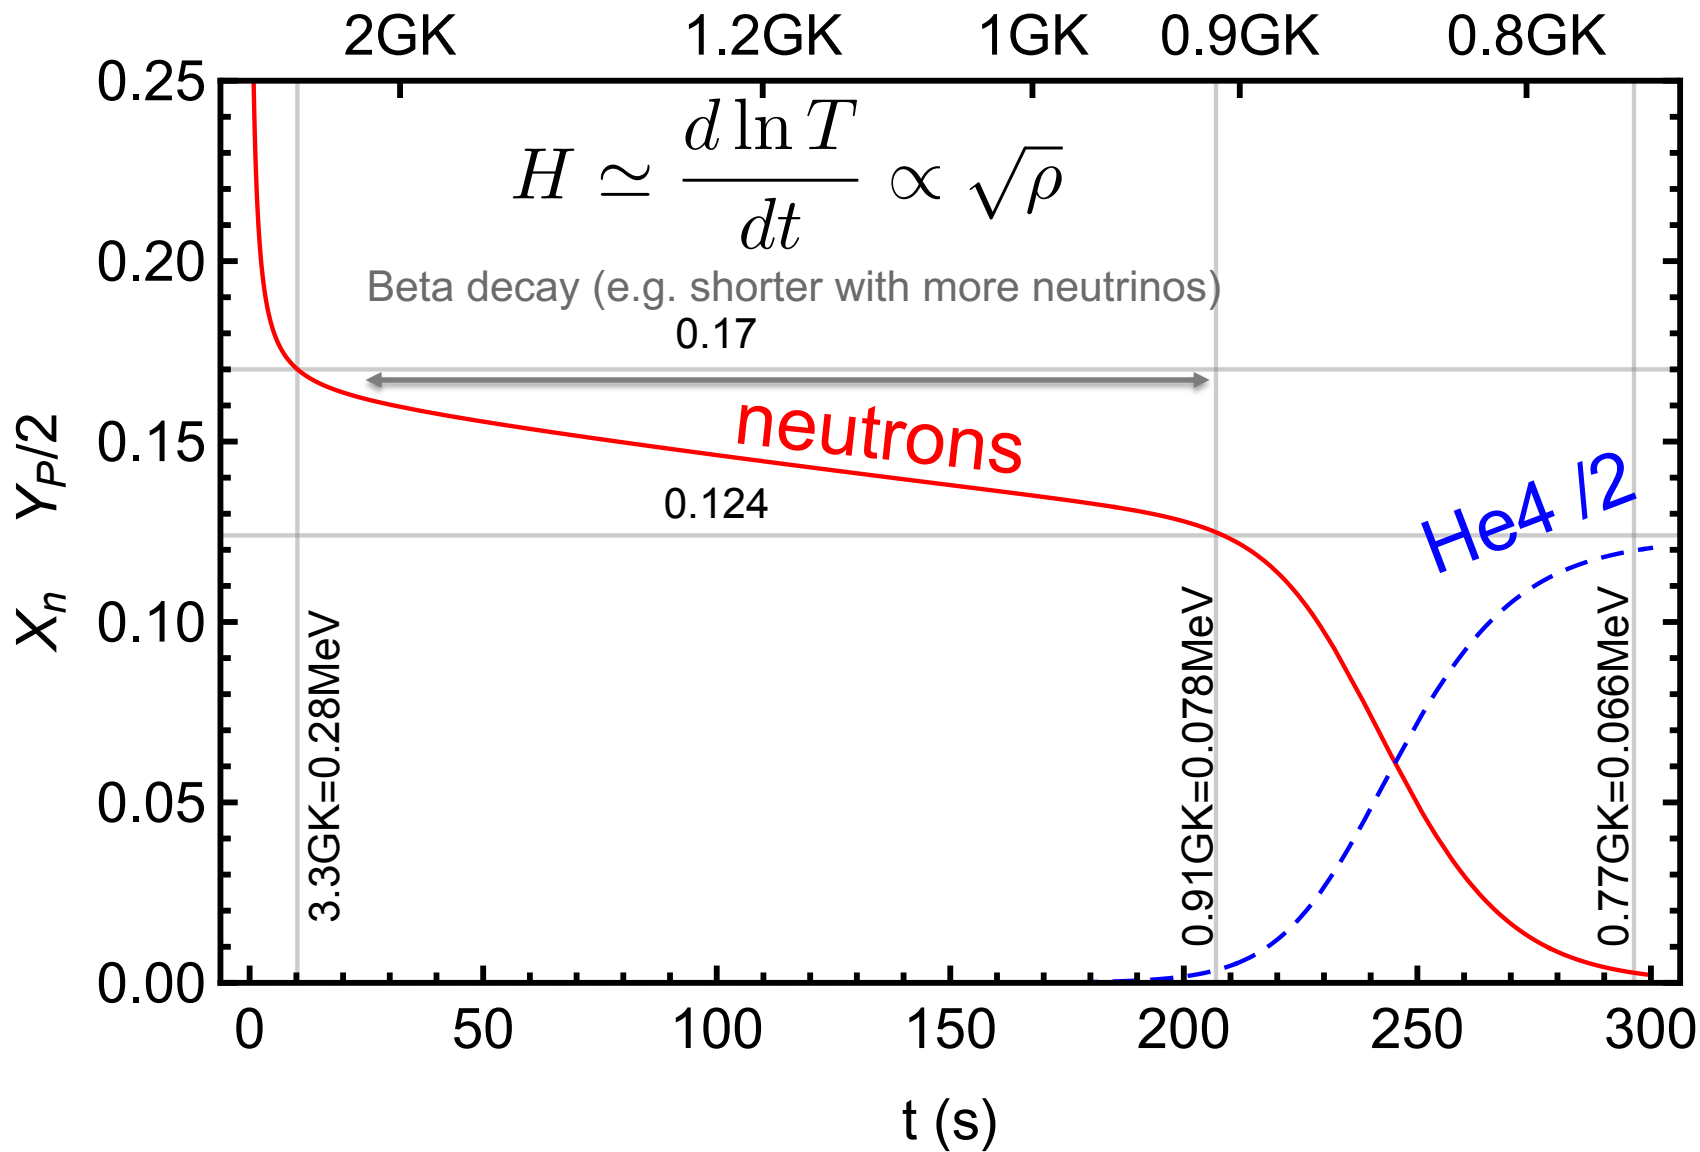 2GK 1.2GK 1GK 0.9GK 0.8GK
0.25
H ≃ d ln T / dt ∝ √ρ
0.20
Beta decay (e.g. shorter with more neutrinos)
0.17
neutrons
0.15
0.124
He4 /2
X_n Y_P/2
0.10
3.3GK=0.28MeV
0.91GK=0.078MeV
0.77GK=0.066MeV
0.05
0.00
0 50 100 150 200 250 300
t (s)